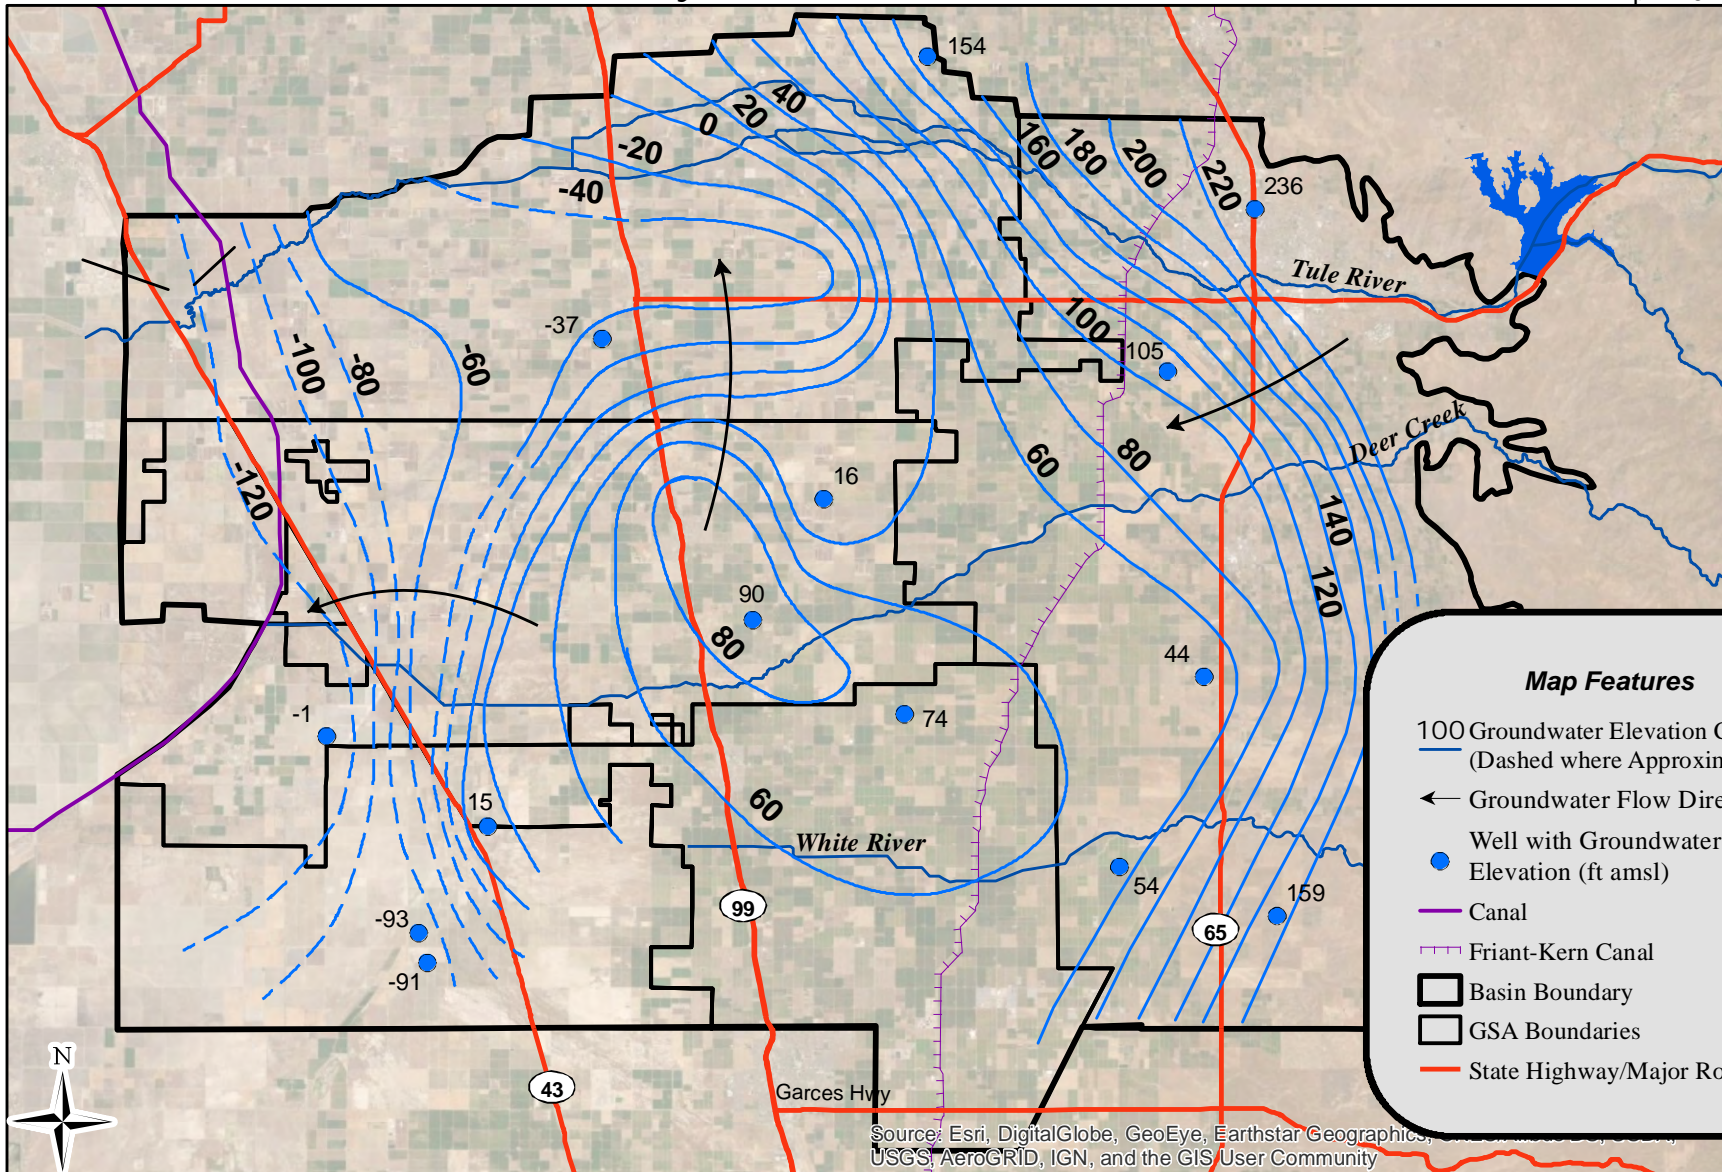 154
40
20
0
-20
-40
160
180
200
220
236
Tule River
-37
-100
-80
-60
100
105
Deer Creek
-120
16
60
80
140
120
90
80
44
-1
74
15
60
White River
54
159
-93
-91
99
65
43
Garces Hwy
N
Map Features
100 Groundwater Elevation
(Dashed where
Groundwater Flow
Well with Groundwater
Elevation (ft amsl)
Canal
Friant-Kern Canal
Basin Boundary
GSA Boundaries
State Highway/Major
Source: Esri, DigitalGlobe, GeoEye, Earthstar Geographics,
USGS, AeroGRID, IGN, and the GIS User Community